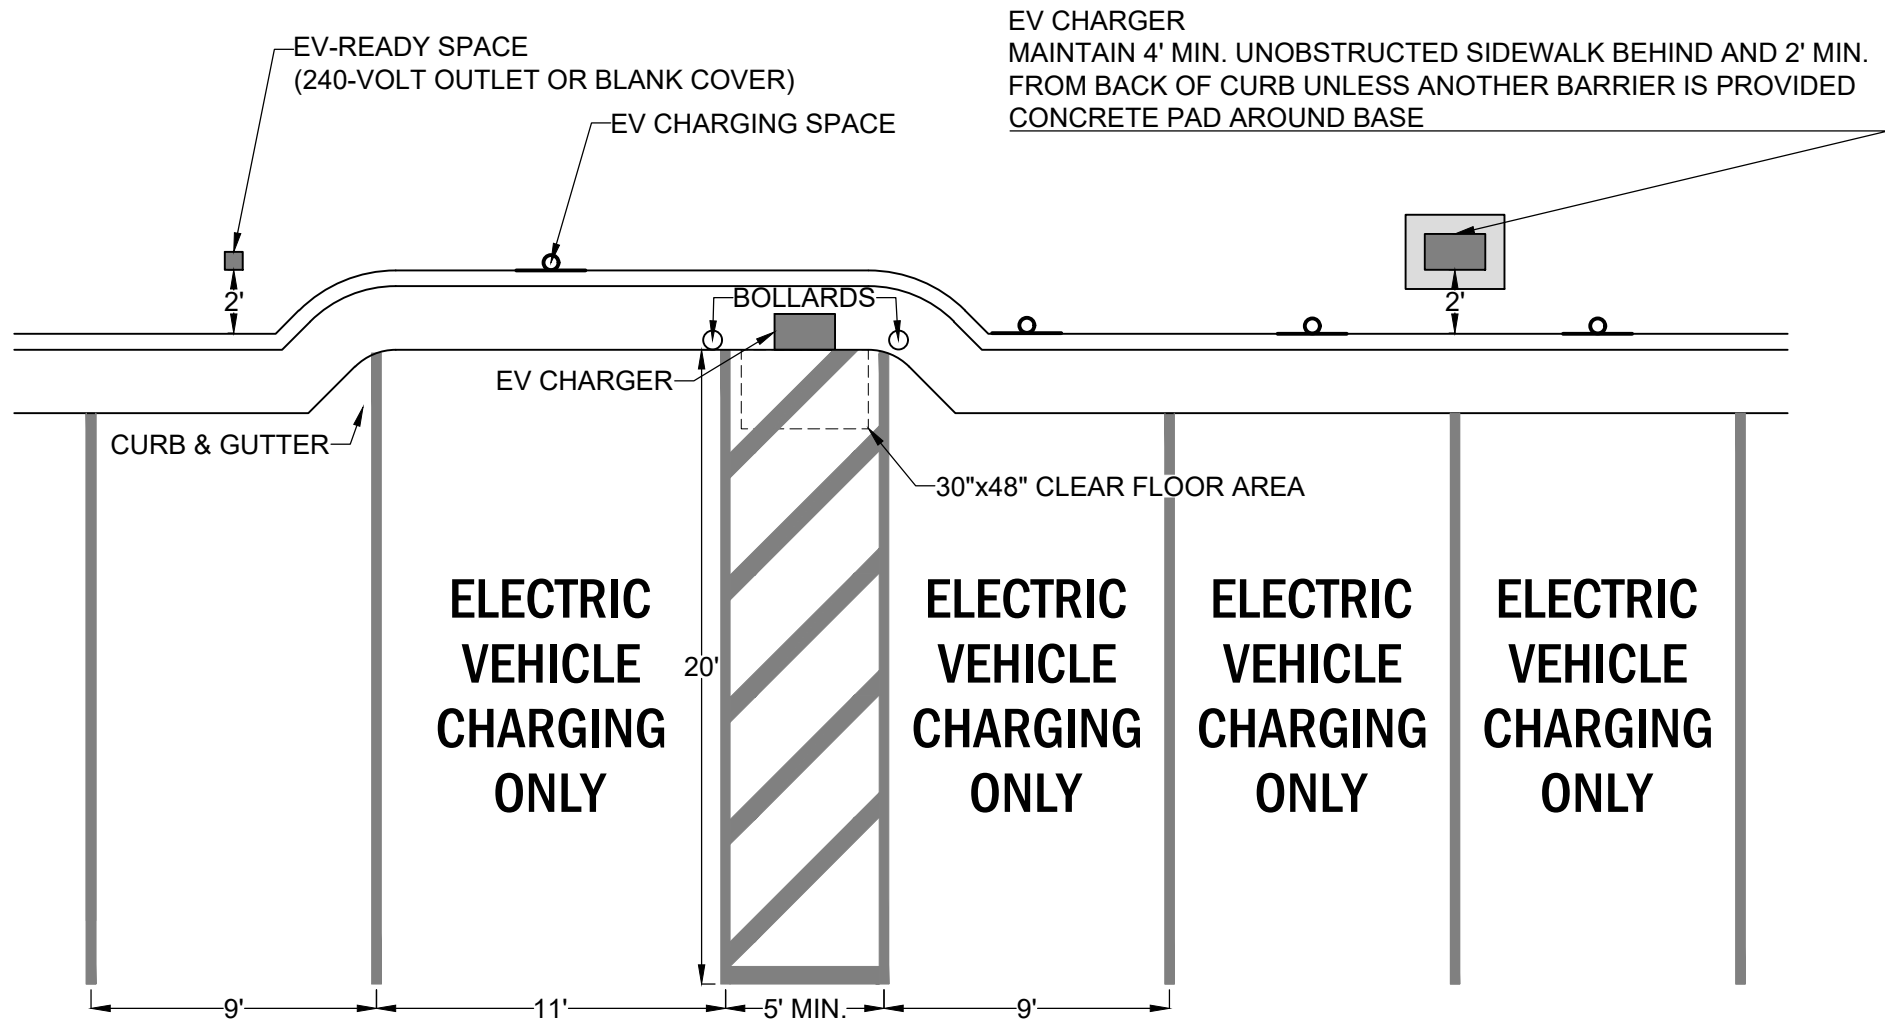 EV CHARGER
MAINTAIN 4' MIN. UNOBSTRUCTED SIDEWALK BEHIND AND 2' MIN.
FROM BACK OF CURB UNLESS ANOTHER BARRIER IS PROVIDED
CONCRETE PAD AROUND BASE
EV-READY SPACE
(240-VOLT OUTLET OR BLANK COVER)
EV CHARGING SPACE
2'
BOLLARDS
2'
EV CHARGER
CURB & GUTTER
30"x48" CLEAR FLOOR AREA
ELECTRIC
VEHICLE
CHARGING
ONLY
20'
ELECTRIC
VEHICLE
CHARGING
ONLY
ELECTRIC
VEHICLE
CHARGING
ONLY
ELECTRIC
VEHICLE
CHARGING
ONLY
9'
11'
5' MIN.
9'